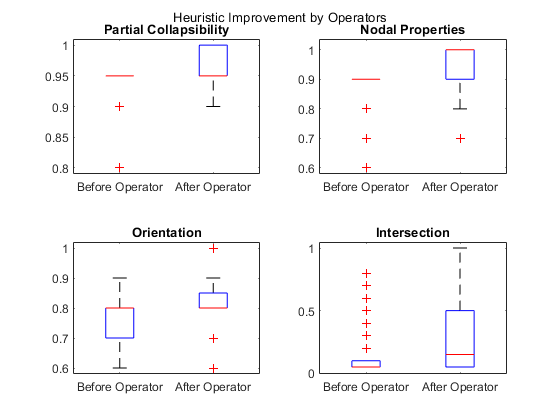 Heuristic Improvement by Operators
Partial Collapsibility
1
0.95
0.9
0.85
0.8
Before Operator After Operator
Nodal Properties
1
0.9
0.8
0.7
0.6
Before Operator After Operator
Orientation
1
0.9
0.8
0.7
0.6
Before Operator After Operator
Intersection
1
0.5
0
Before Operator After Operator